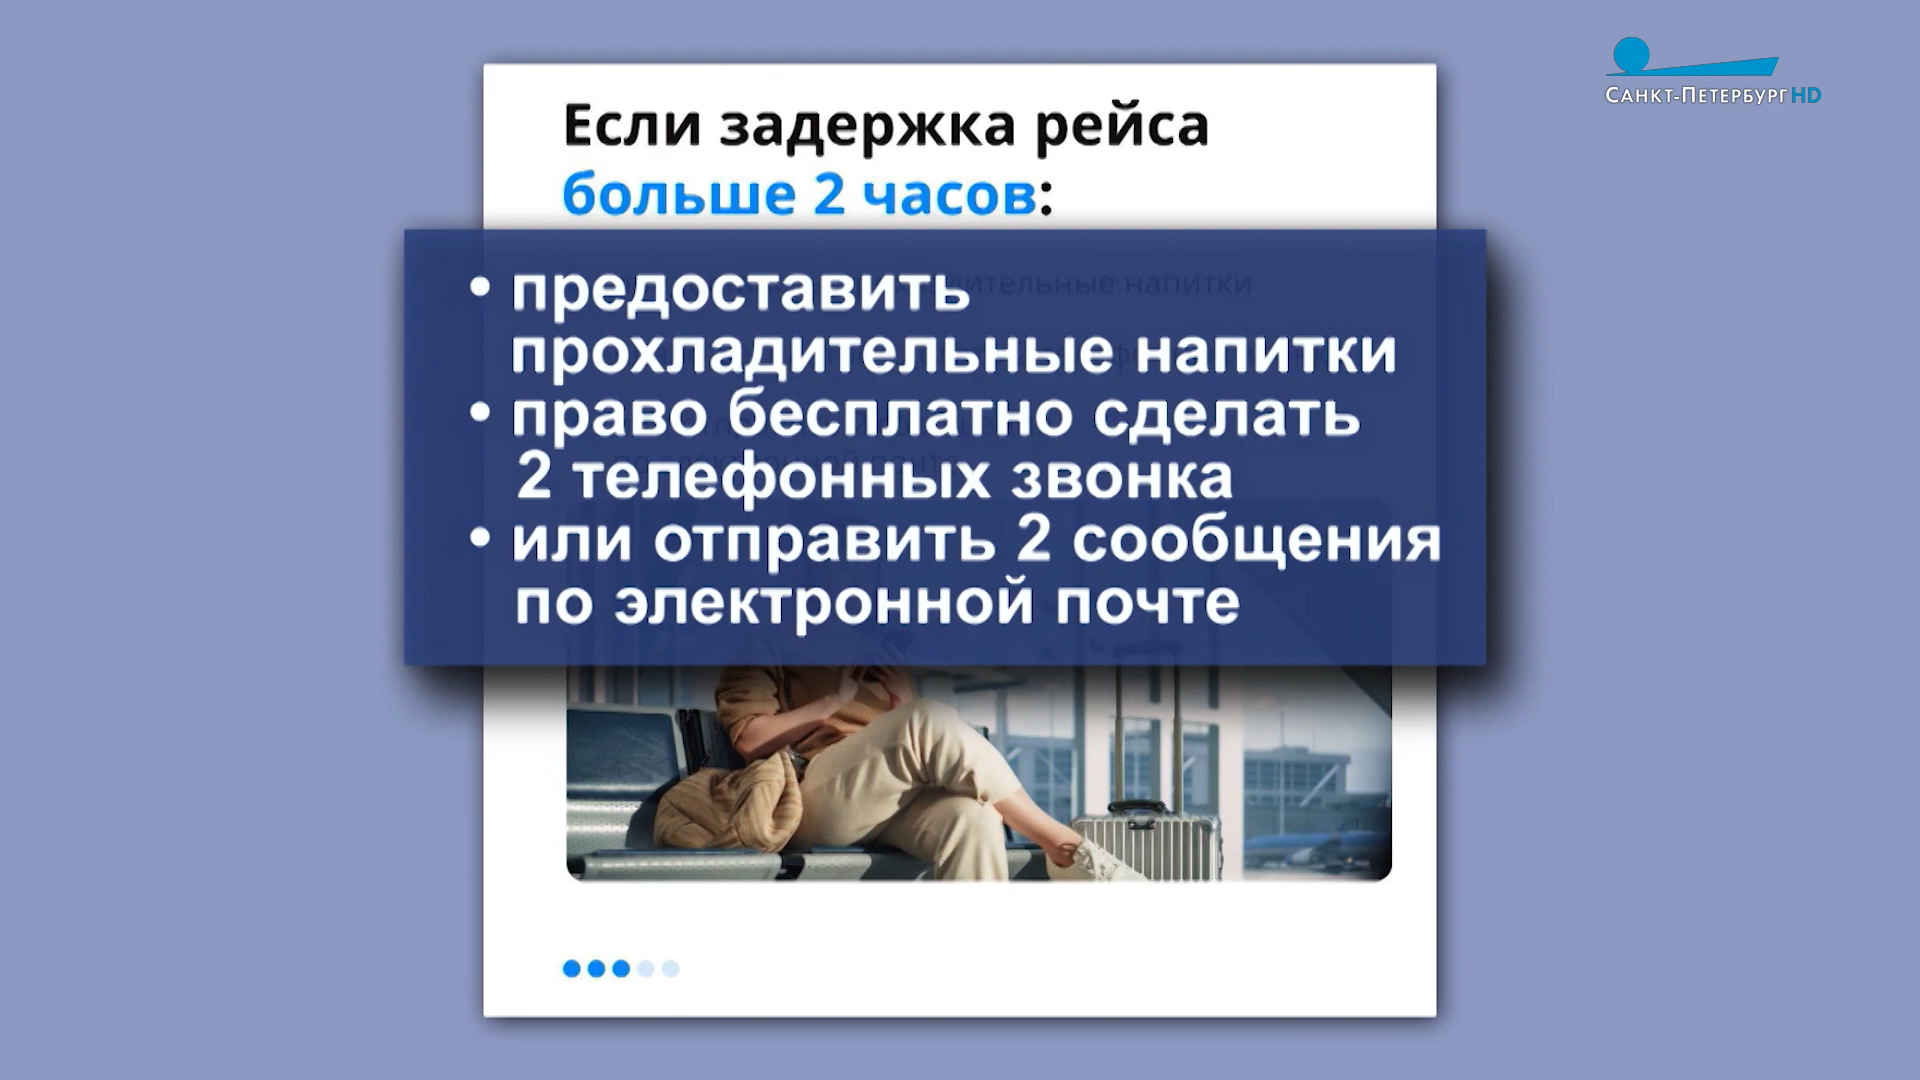 Если задержка рейса
больше 2 часов:
• предоставить
прохладительные напитки
• право бесплатно сделать
2 телефонных звонка
• или отправить 2 сообщения
по электронной почте
САНКТ-ПЕТЕРБУРГ HD